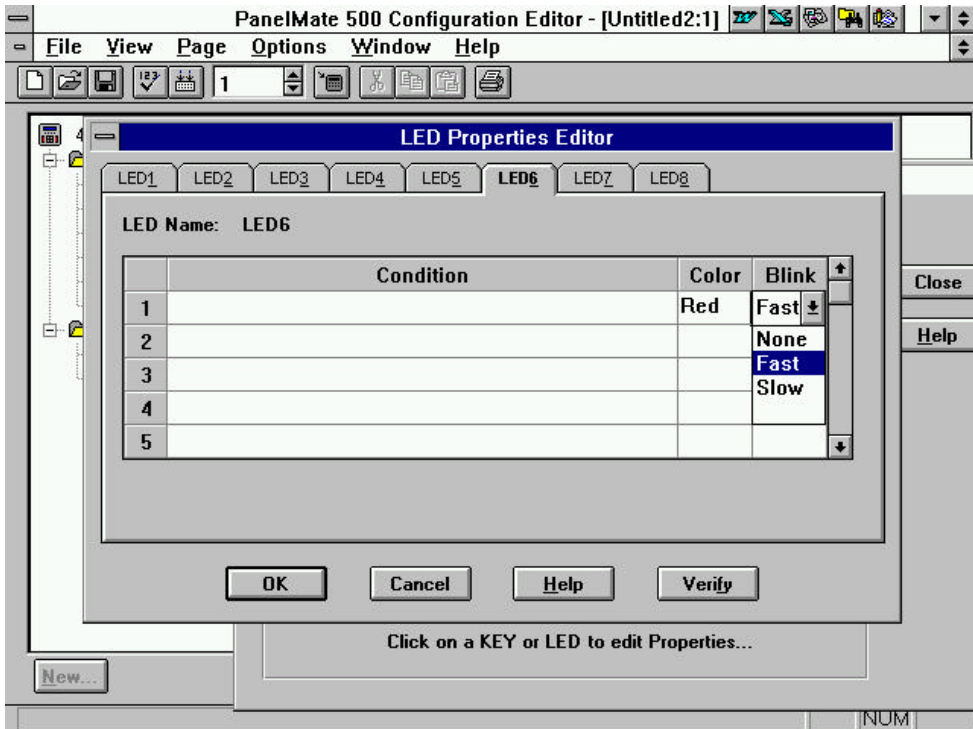 PanelMate 500 Configuration Editor - [Untitled2:1]
File View Page Options Window Help
1
4
LED Properties Editor
LED1 LED2 LED3 LED4 LED5 LED6 LED7 LED8
LED Name: LED6
Condition Color Blink
1 Red Fast
2 None
3 Fast
4 Slow
5
Close
Help
OK Cancel Help Verify
Click on a KEY or LED to edit Properties...
New...
NUM